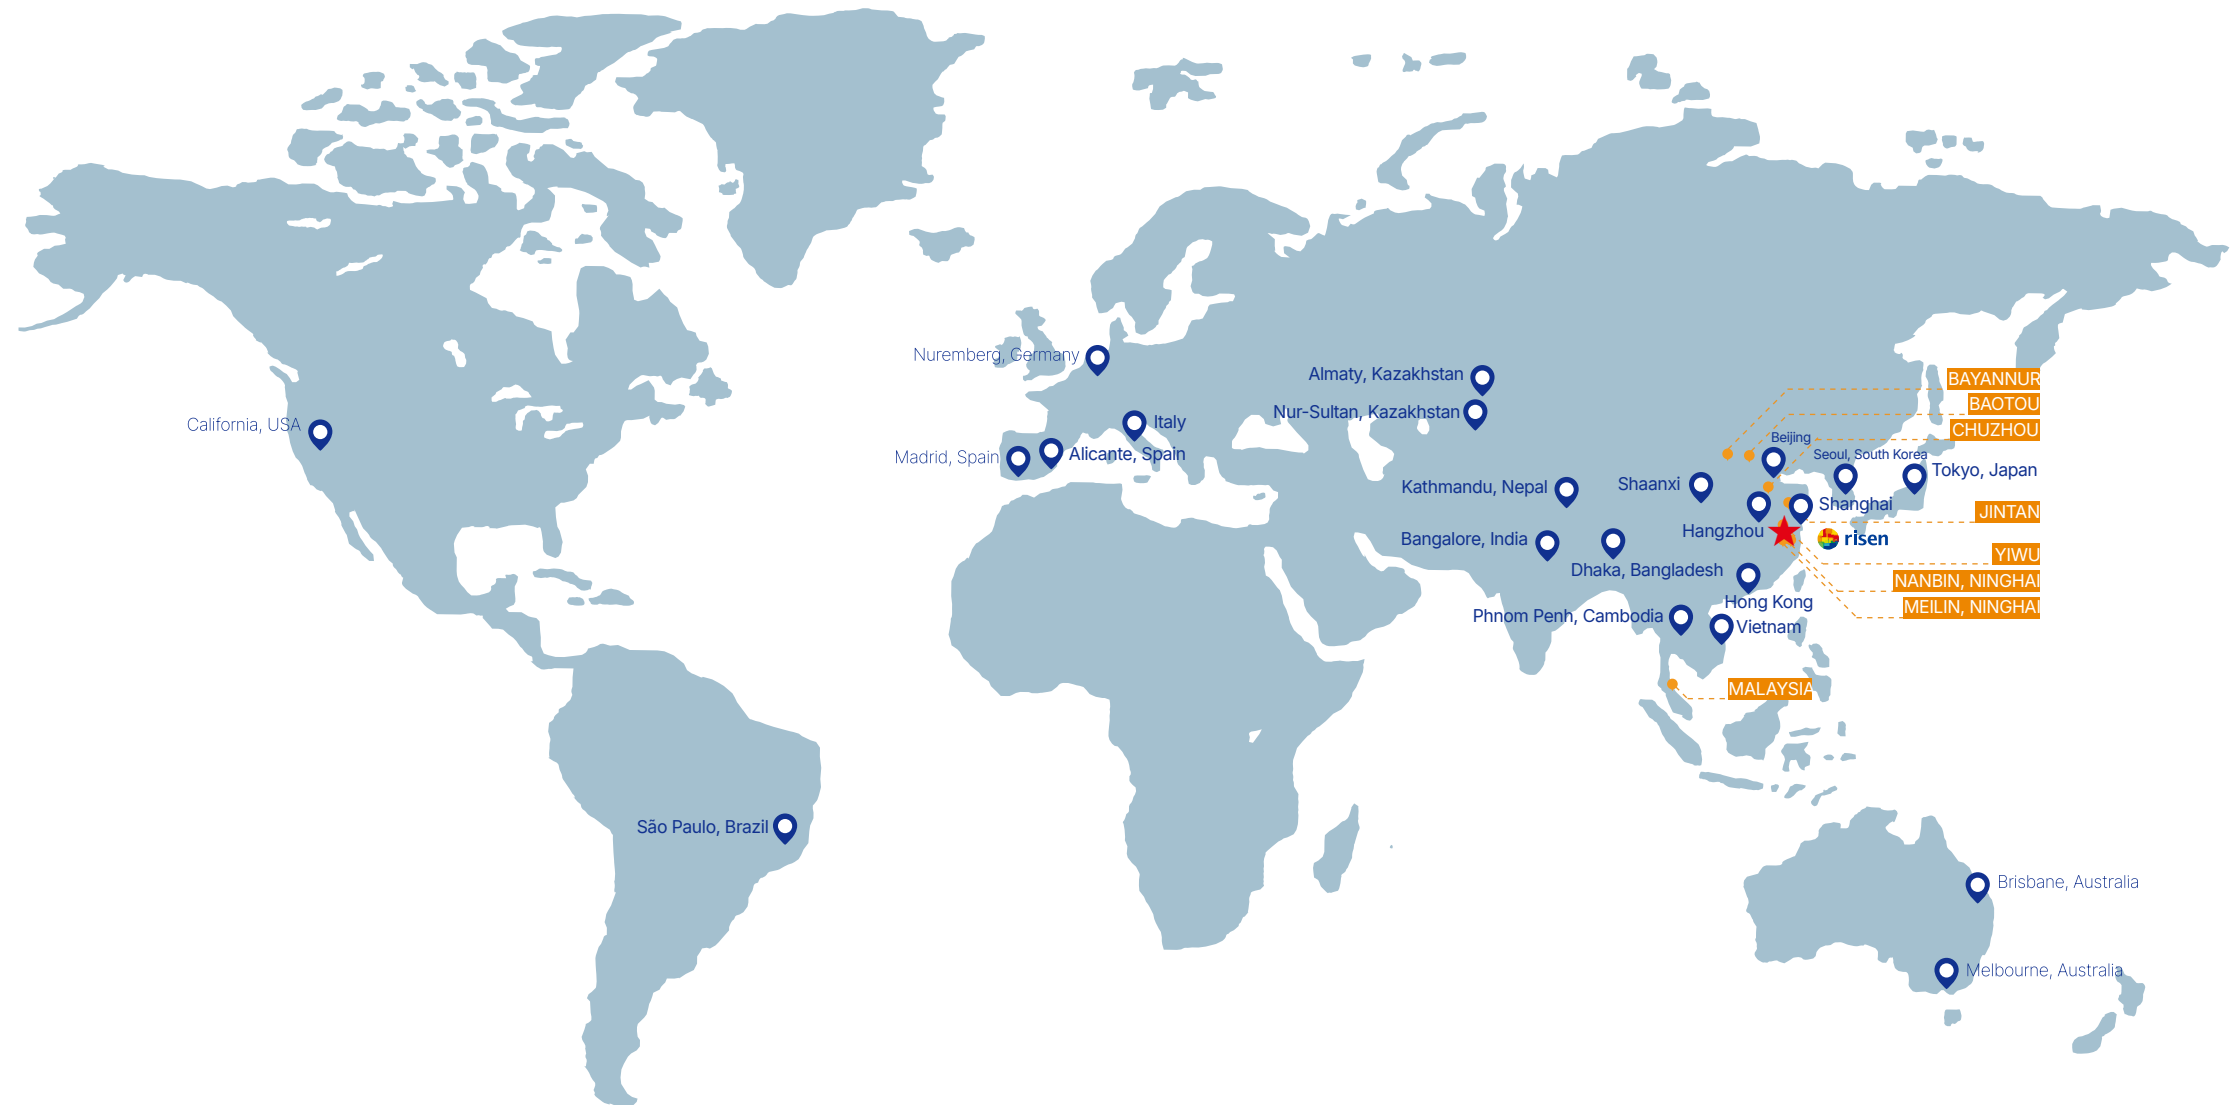 Nuremberg, Germany
California, USA
Italy
Madrid, Spain
Alicante, Spain
Almaty, Kazakhstan
Nur-Sultan, Kazakhstan
BAYANNUR
BAOTOU
CHUZHOU
Beijing
Seoul, South Korea
Tokyo, Japan
Kathmandu, Nepal
Shaanxi
Shanghai
JINTAN
Hangzhou
risen
Bangalore, India
YIWU
Dhaka, Bangladesh
NANBIN, NINGHAI
Hong Kong
MEILIN, NINGHAI
Phnom Penh, Cambodia
Vietnam
MALAYSIA
São Paulo, Brazil
Brisbane, Australia
Melbourne, Australia